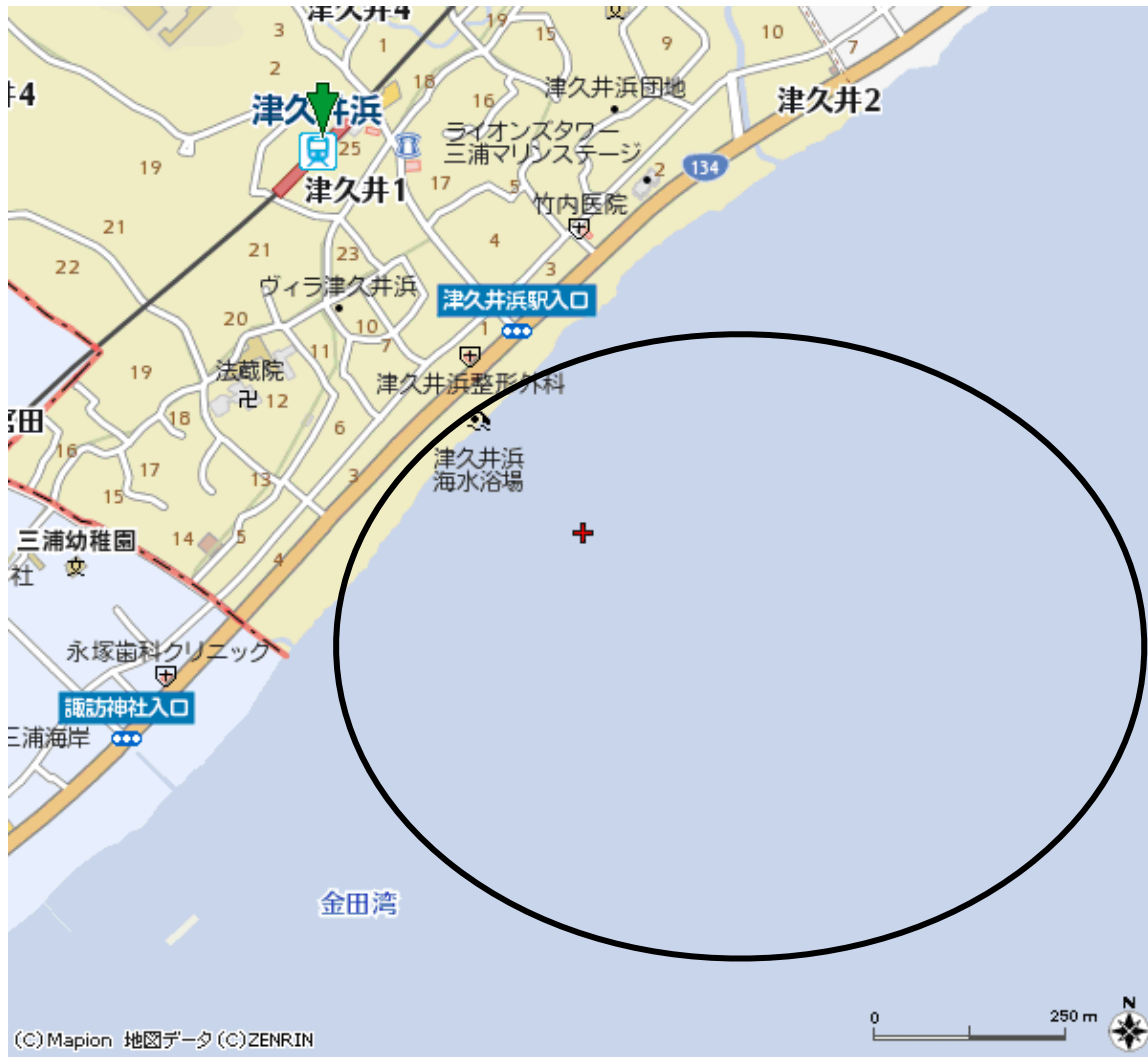 津久井4
19
文
3
1
15
9
10
7
2
18
井4
津久井浜
16
津久井浜団地
津久井2
ライオンズタワー
三浦マリンステージ
25
19
津久井1
17
5
2
134
竹内医院
21
21
23
4
3
22
ヴィラ津久井浜
津久井浜駅入口
20
10
1
11
7
19
法蔵院
卍
12
津久井浜整形外科
宮田
18
6
16
17
津久井浜
海水浴場
15
13
3
三浦幼稚園
14
5
社
文
4
永塚歯科クリニック
諏訪神社入口
三浦海岸
金田湾
0
250 m
N
(C)Mapion 地図データ(C)ZENRIN